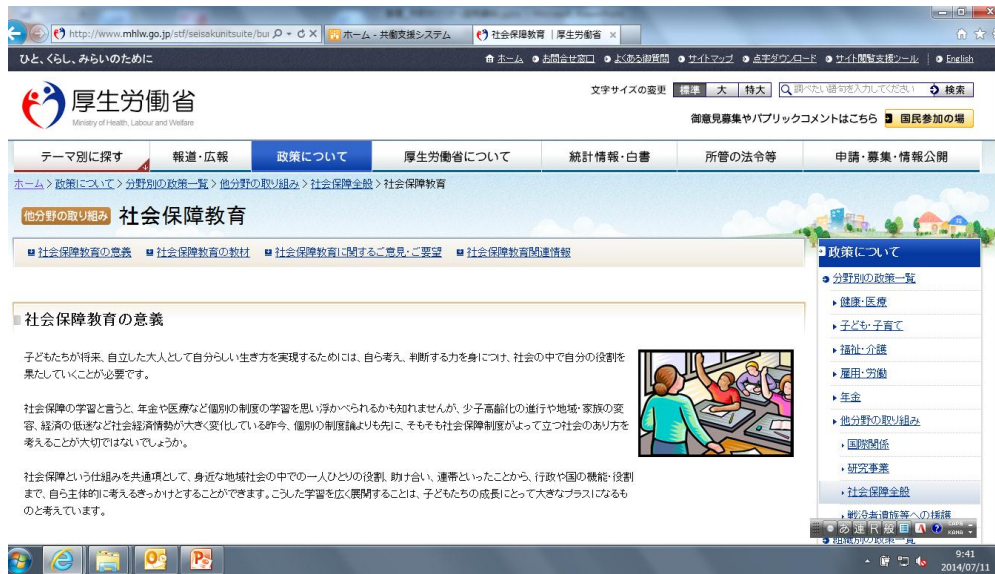 http://www.mhlw.go.jp/stf/seisakunitsuite/bu
ホーム - 共働支援システム
社会保障教育 | 厚生労働省
ひと、くらし、みらいのために
ホーム お問合せ窓口 よくある御質問 サイトマップ 点字ダウンロード サイト閲覧支援ツール English
厚生労働省
Ministry of Health, Labour and Welfare
文字サイズの変更 標準 大 特大 調べたい語句を入力してください 検索
御意見募集やパブリックコメントはこちら 国民参加の場
テーマ別に探す 報道・広報 政策について 厚生労働省について 統計情報・白書 所管の法令等 申請・募集・情報公開
ホーム > 政策について > 分野別の政策一覧 > 他分野の取り組み > 社会保障全般 > 社会保障教育
他分野の取り組み 社会保障教育
社会保障教育の意義 社会保障教育の教材 社会保障教育に関するご意見・ご要望 社会保障教育関連情報
社会保障教育の意義
子どもたちが将来、自立した大人として自分らしい生き方を実現するためには、自ら考え、判断する力を身につけ、社会の中で自分の役割を
果たしていくことが必要です。
社会保障の学習と言うと、年金や医療など個別の制度の学習を思い浮かべられるかも知れませんが、少子高齢化の進行や地域・家族の変
容、経済の低迷など社会経済情勢が大きく変化している昨今、個別の制度論よりも先に、そもそも社会保障制度がよって立つ社会のあり方を
考えることが大切ではないでしょうか。
社会保障という仕組みを共通項として、身近な地域社会の中での一人ひとりの役割、助け合い、連帯といったことから、行政や国の機能・役割
まで、自ら主体的に考えるきっかけとすることができます。こうした学習を広く展開することは、子どもたちの成長にとって大きなプラスになるも
のと考えています。
政策について
分野別の政策一覧
健康・医療
子ども・子育て
福祉・介護
雇用・労働
年金
他分野の取り組み
国際関係
研究事業
社会保障全般
戦没者遺族等への援護
組織別の政策一覧
あ 連 R 般 CAPS KANA
9:41
2014/07/11